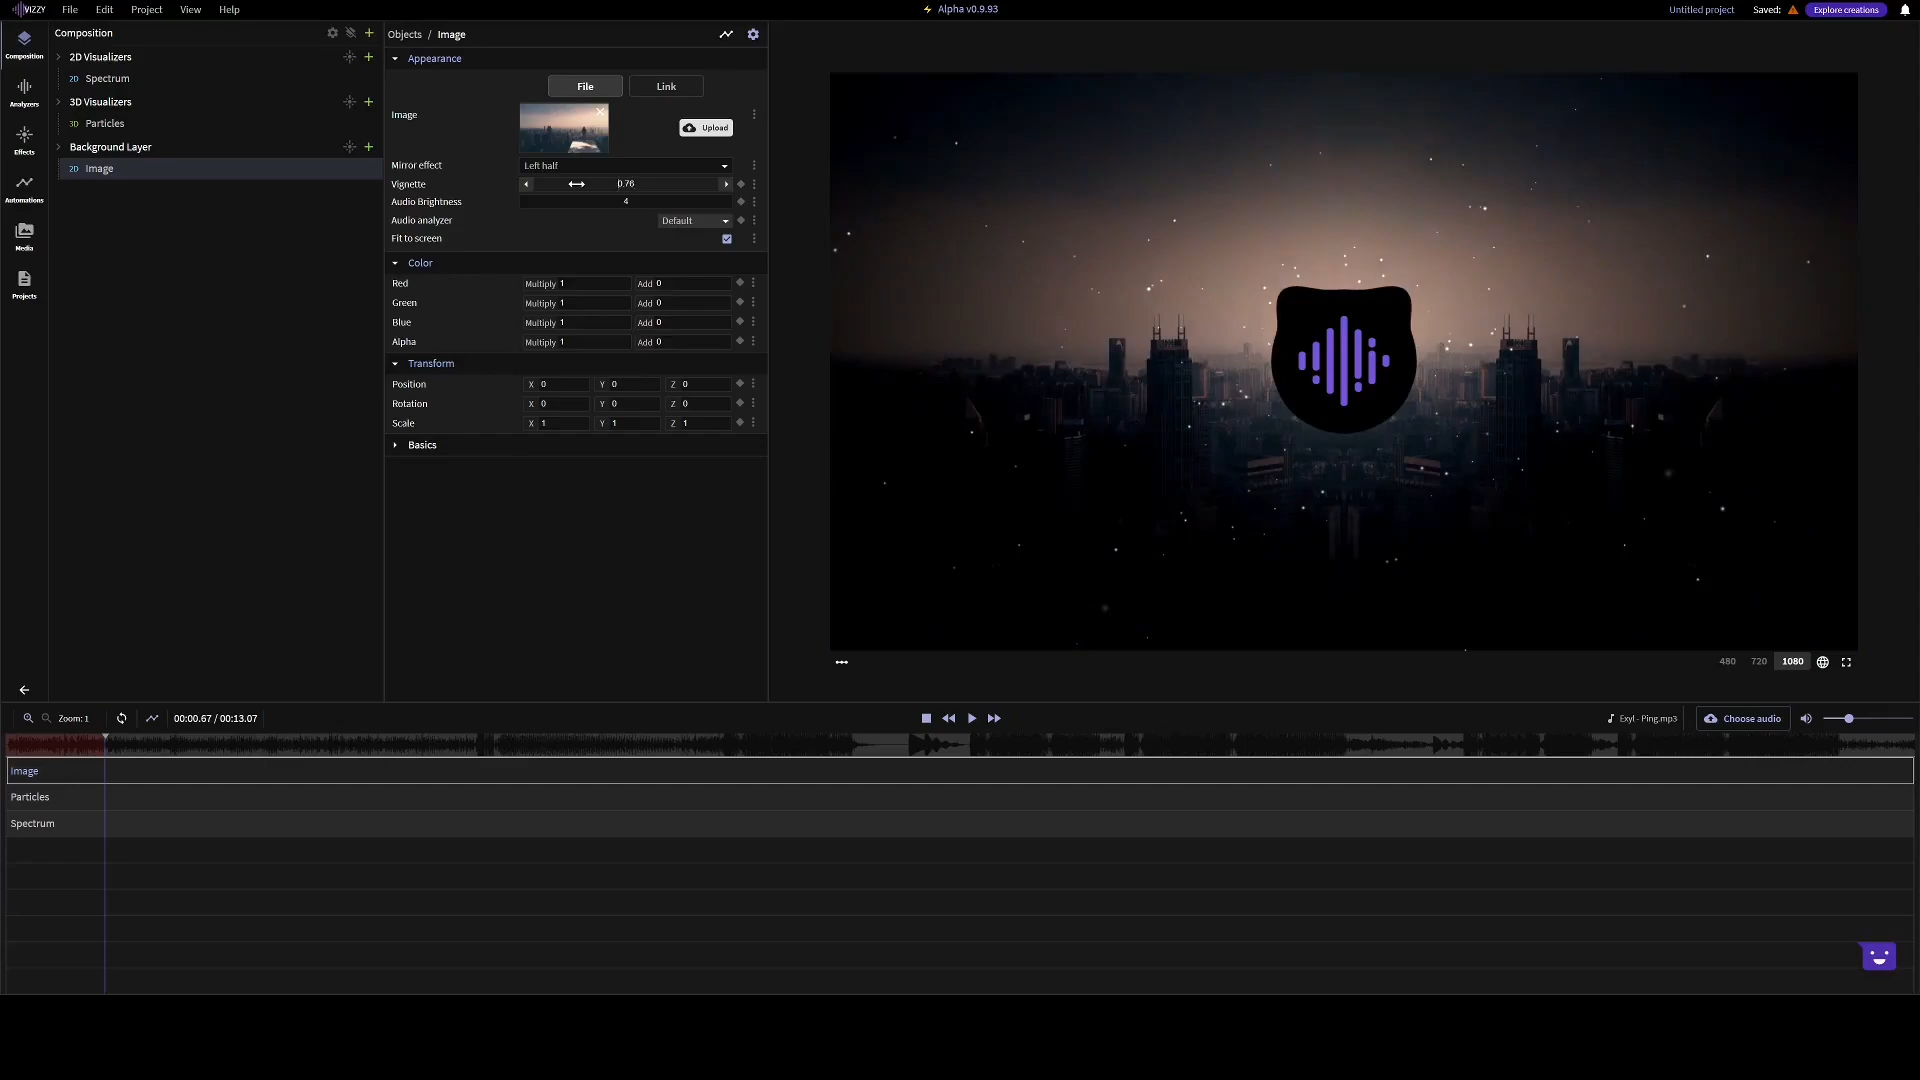 VIZZY File Edit Project View Help Alpha v0.9.93 Untitled project Saved: Explore creations
Composition
Composition
Analyzers
Effects
Automations
Media
Projects
2D Visualizers
2D Spectrum
3D Visualizers
3D Particles
Background Layer
2D Image
Objects / Image
Appearance
File Link
Image Upload
Mirror effect Left half
Vignette 0.76
Audio Brightness 4
Audio analyzer Default
Fit to screen
Color
Red Multiply 1 Add 0
Green Multiply 1 Add 0
Blue Multiply 1 Add 0
Alpha Multiply 1 Add 0
Transform
Position X 0 Y 0 Z 0
Rotation X 0 Y 0 Z 0
Scale X 1 Y 1 Z 1
Basics
480 720 1080
Zoom: 1 00:00.67 / 00:13.07 Exyl - Ping.mp3 Choose audio
Image
Particles
Spectrum